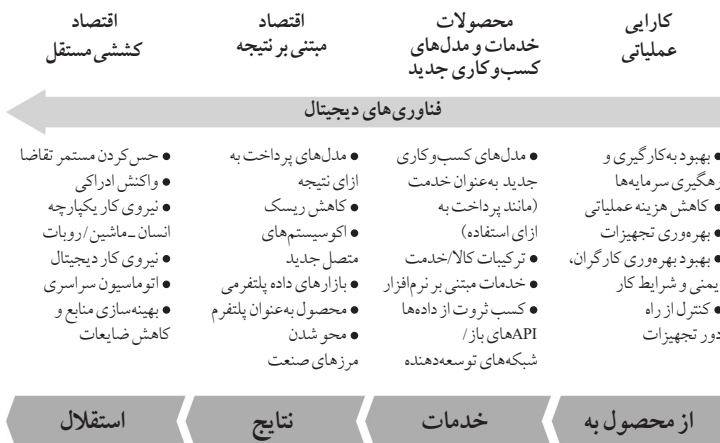 کارایی
عملیاتی
محصولات
خدمات و مدل‌های
کسب‌وکاری جدید
اقتصاد
مبتنی بر نتیجه
اقتصاد
کششی مستقل
فناوری‌های دیجیتال
● بهبود به‌کارگیری و
رهگیری سرمایه‌ها
● کاهش هزینه عملیاتی
● بهره‌وری تجهیزات
● بهبود بهره‌وری کارگران،
یمنی و شرایط کار
● کنترل از راه
دور تجهیزات
● مدل‌های کسب‌وکاری
جدید به‌عنوان خدمت
(مانند پرداخت به
ازای استفاده)
● ترکیبات کالا/خدمت
● خدمات مبتنی بر نرم‌افزار
● کسب ثروت از داده‌ها
APIهای باز/
شبکه‌های توسعه‌دهنده
● مدل‌های پرداخت به
ازای نتیجه
● کاهش ریسک
● اکوسیستم‌های
متصل جدید
● بازارهای داده پلتفرمی
● محصول به‌عنوان پلتفرم
● محو شدن
مرزهای صنعت
● حس‌کردن مستمر تقاضا
● واکنش ادراکی
● نیروی کار یکپارچه
انسان ـ ماشین/روبات
● نیروی کار دیجیتال
● اتوماسیون سراسری
● بهینه‌سازی منابع و
کاهش ضایعات
از محصول به
خدمات
نتایج
استقلال